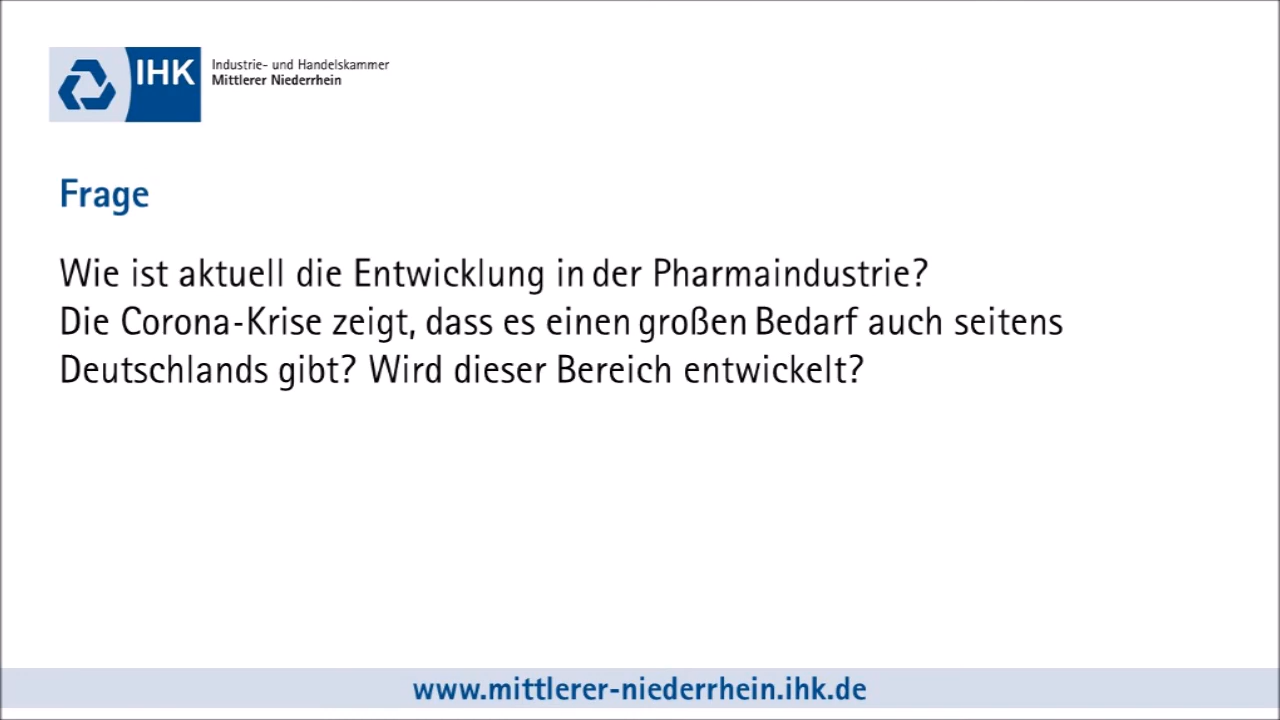 IHK
Industrie- und Handelskammer
Mittlerer Niederrhein
Frage
Wie ist aktuell die Entwicklung in der Pharmaindustrie?
Die Corona-Krise zeigt, dass es einen großen Bedarf auch seitens
Deutschlands gibt? Wird dieser Bereich entwickelt?
www.mittlerer-niederrhein.ihk.de